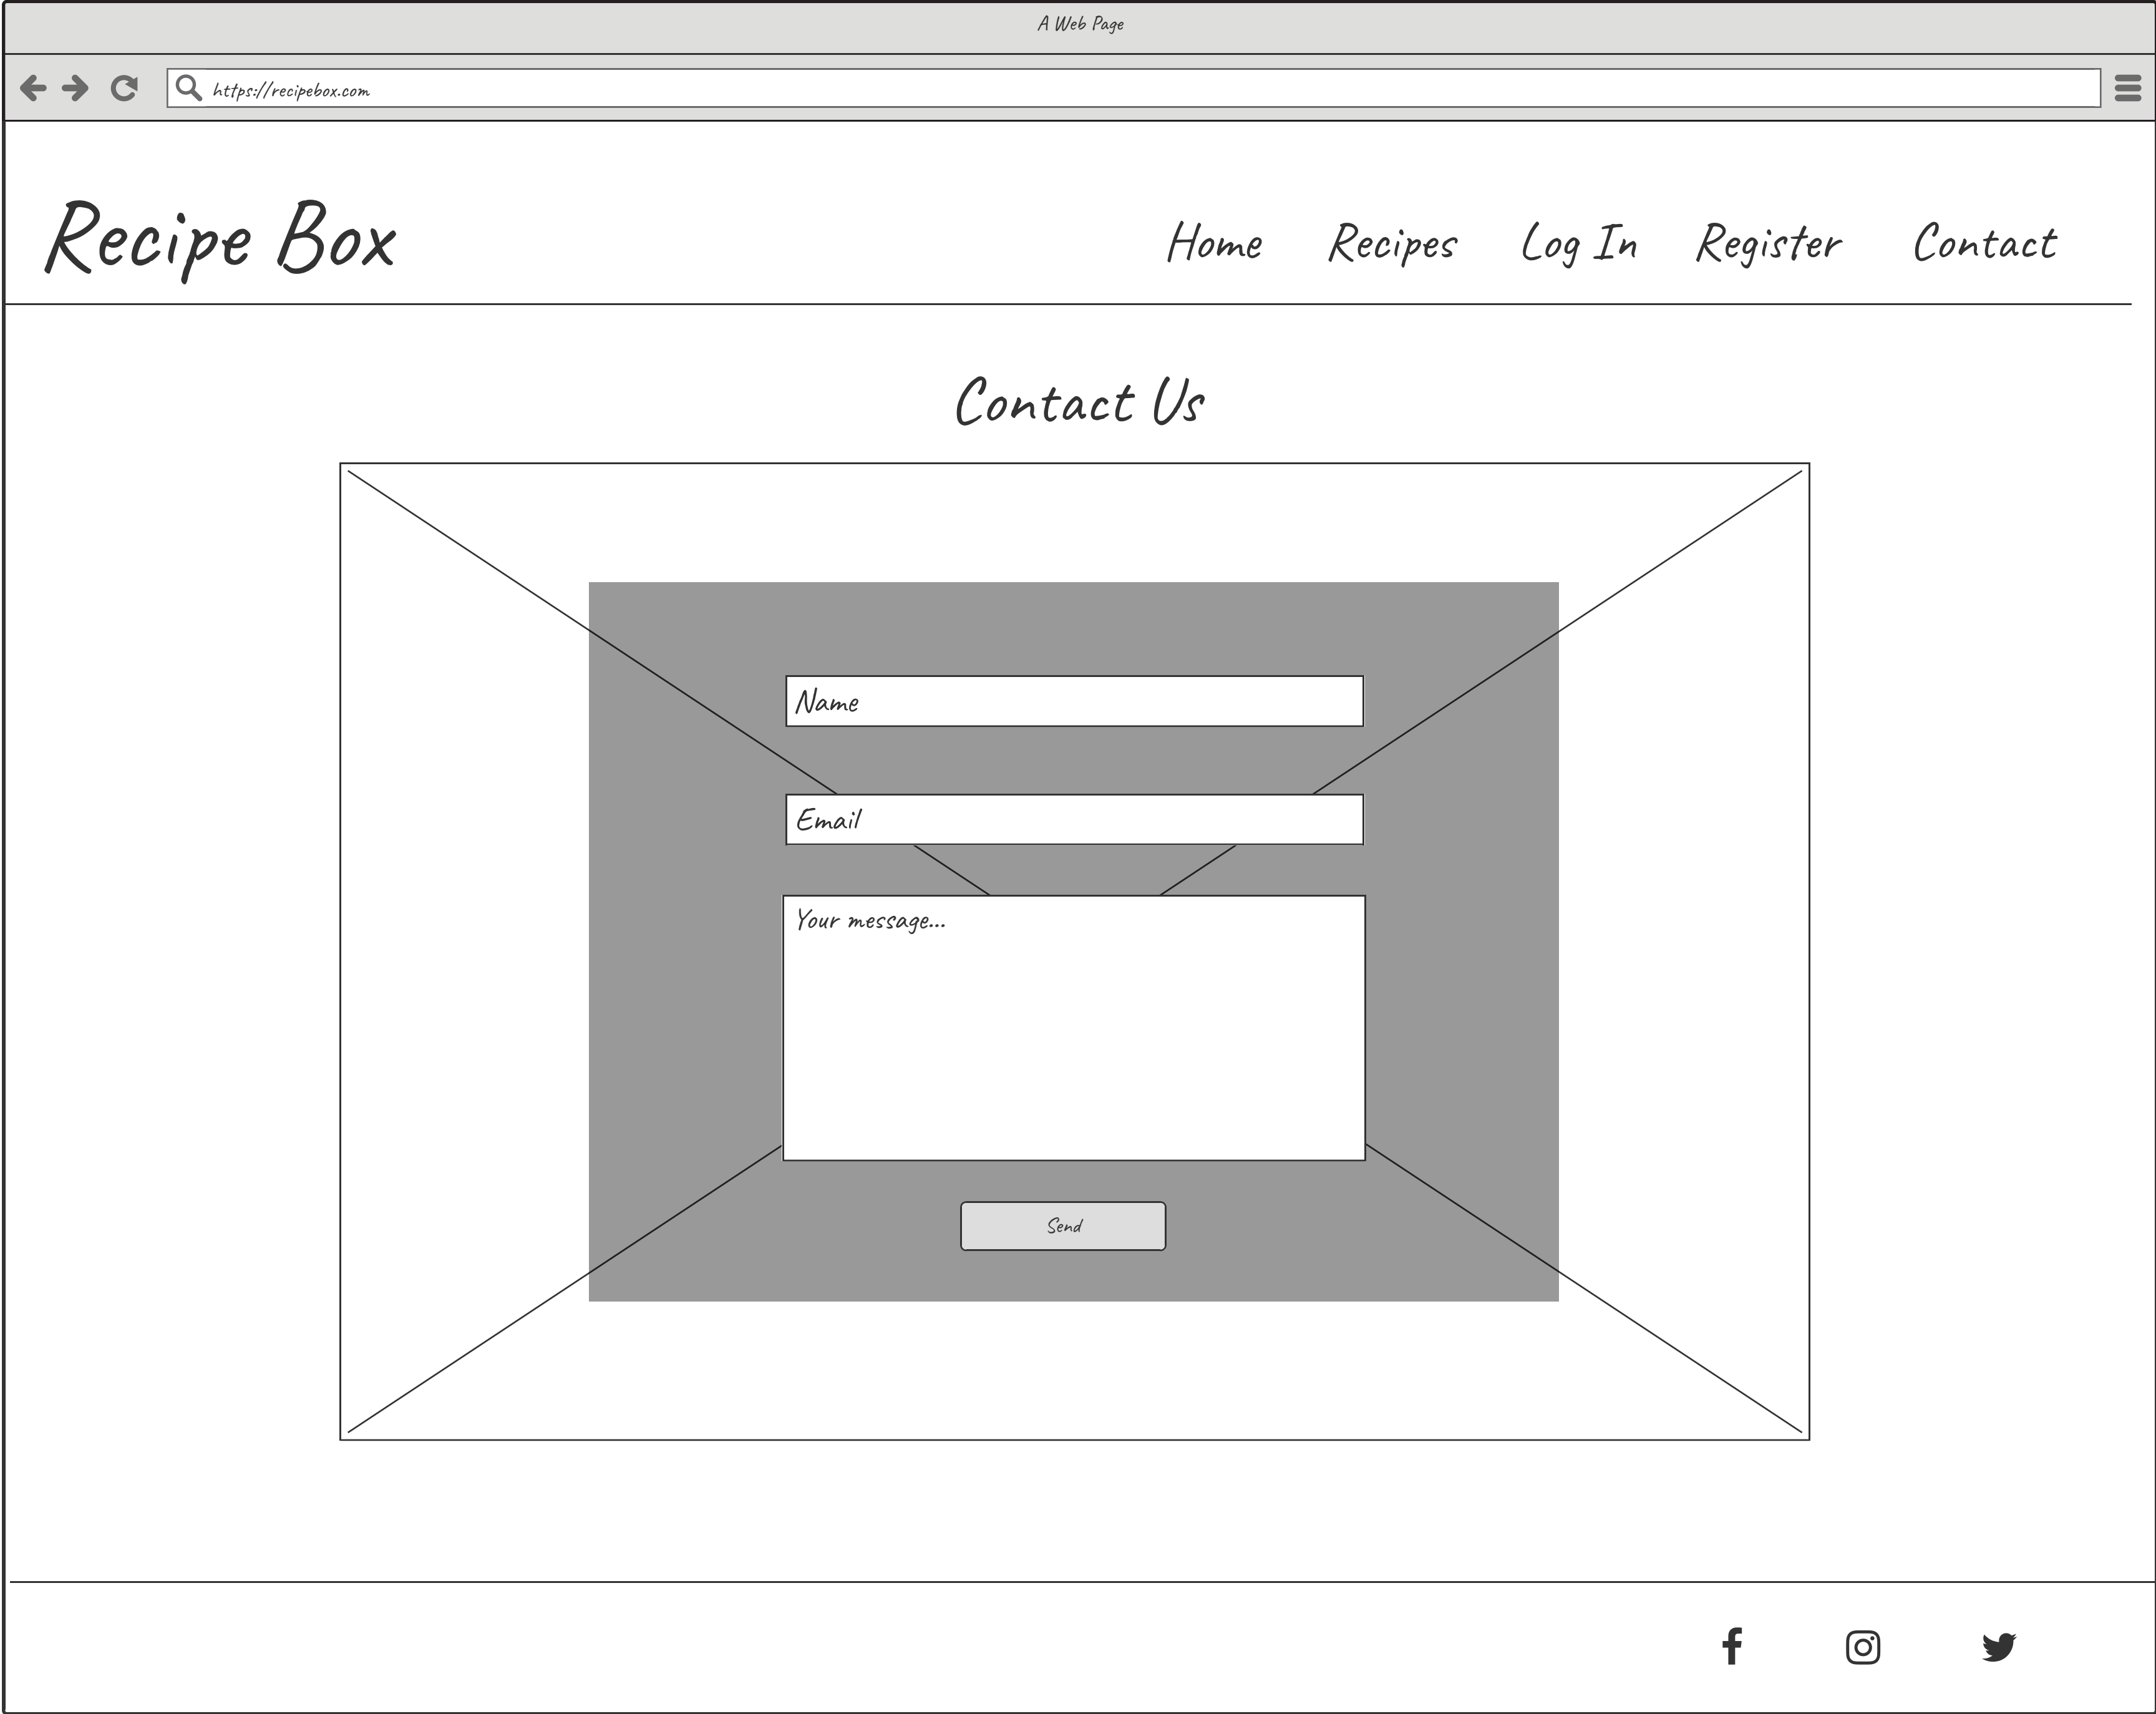 A Web Page
https://recipebox.com
Recipe Box
Home Recipes Log In Register Contact
Contact Us
Name
Email
Your message...
Send